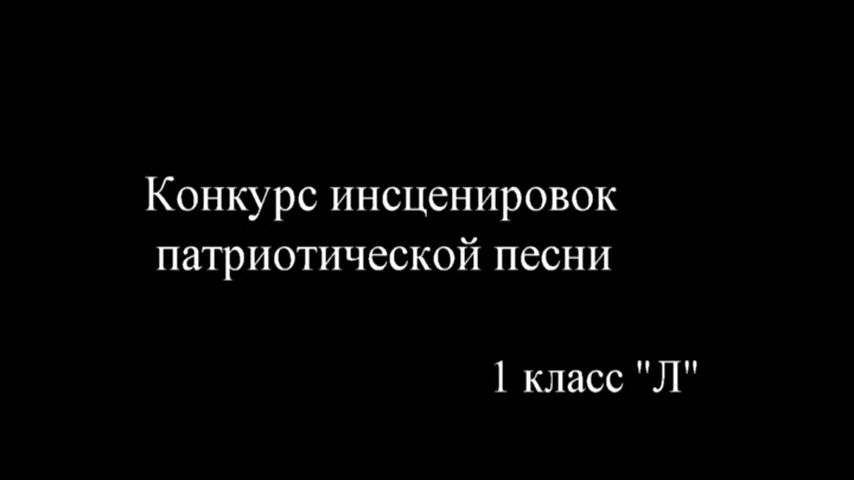 Конкурс инсценировок
патриотической песни
1 класс "Л"